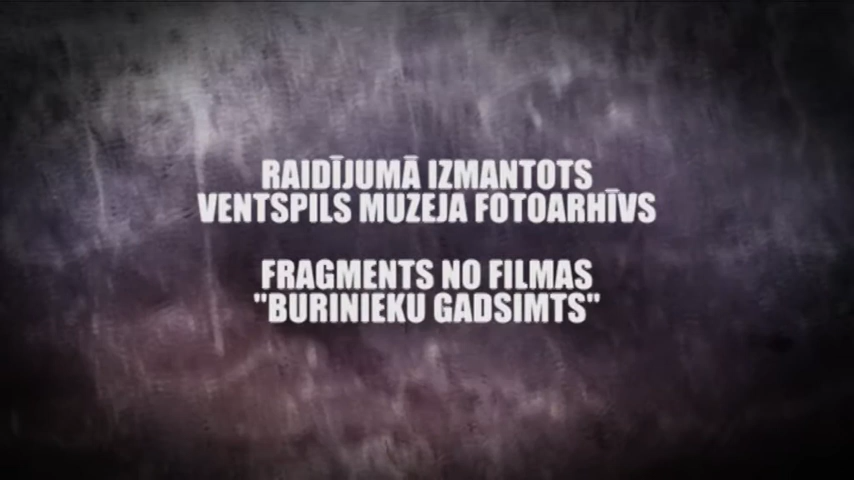 RAIDĪJUMĀ IZMANTOTS
VENTSPILS MUZEJA FOTOARHĪVS
FRAGMENTS NO FILMAS
"BURINIEKU GADSIMTS"